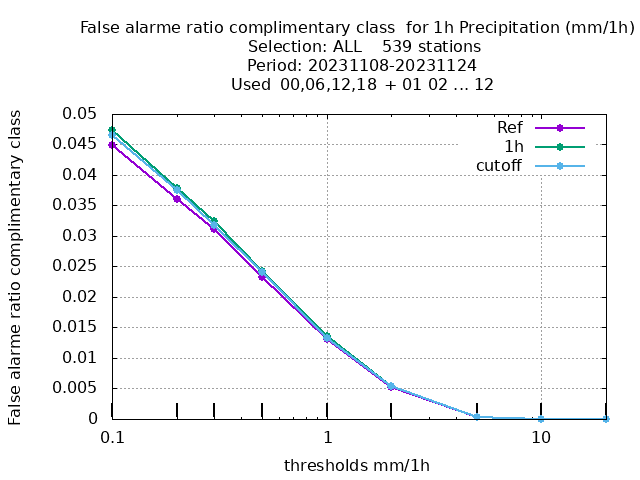 False alarme ratio complimentary class  for 1h Precipitation (mm/1h)
Selection: ALL    539 stations
Period: 20231108-20231124
Used  00,06,12,18  + 01 02 ... 12
False alarme ratio complimentary class
0.05
0.045
0.04
0.035
0.03
0.025
0.02
0.015
0.01
0.005
0
Ref
1h
cutoff
0.1
1
10
thresholds mm/1h